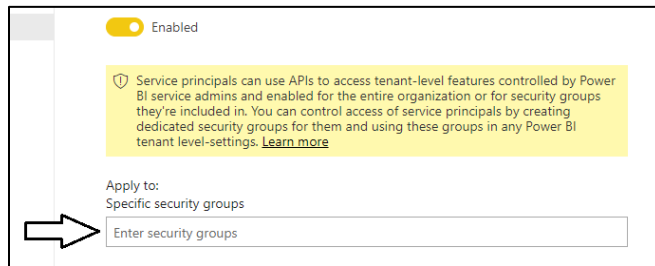 Enabled
Service principals can use APIs to access tenant-level features controlled by Power
BI service admins and enabled for the entire organization or for security groups
they're included in. You can control access of service principals by creating
dedicated security groups for them and using these groups in any Power BI
tenant level-settings. Learn more
Apply to:
Specific security groups
Enter security groups